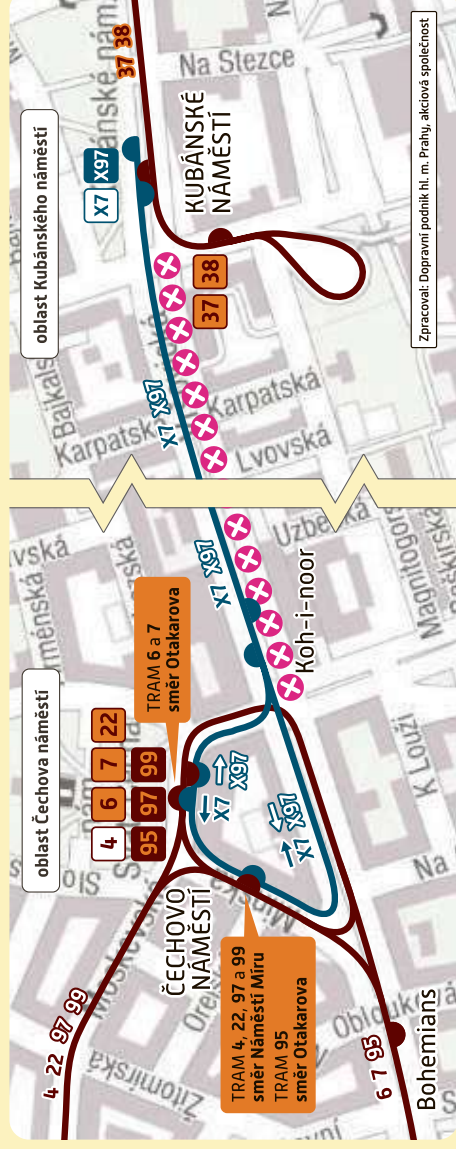 oblast Čechova náměstí
4 6 7 22
95 97 99
TRAM 6 a 7
směr Otakarova
4 22 97 99
Moskevská
Žitomírská
ČECHOVO
NÁMĚSTÍ
X7
X97
X7
X97
TRAM 4, 22, 97 a 99
směr Náměstí Míru
TRAM 95
směr Otakarova
6 7 95
Bohemians
K Louži
Na
Koh-i-noor
Uzbecká
Magnitogorská
X7 X97
oblast Kubánského náměstí
X7 X97
37 38
Na Stezce
KUBÁNSKÉ
NÁMĚSTÍ
37 38
X7 X97
Karpatská
Karpatská
Lvovská
Zpracoval: Dopravní podnik hl. m. Prahy, akciová společnost